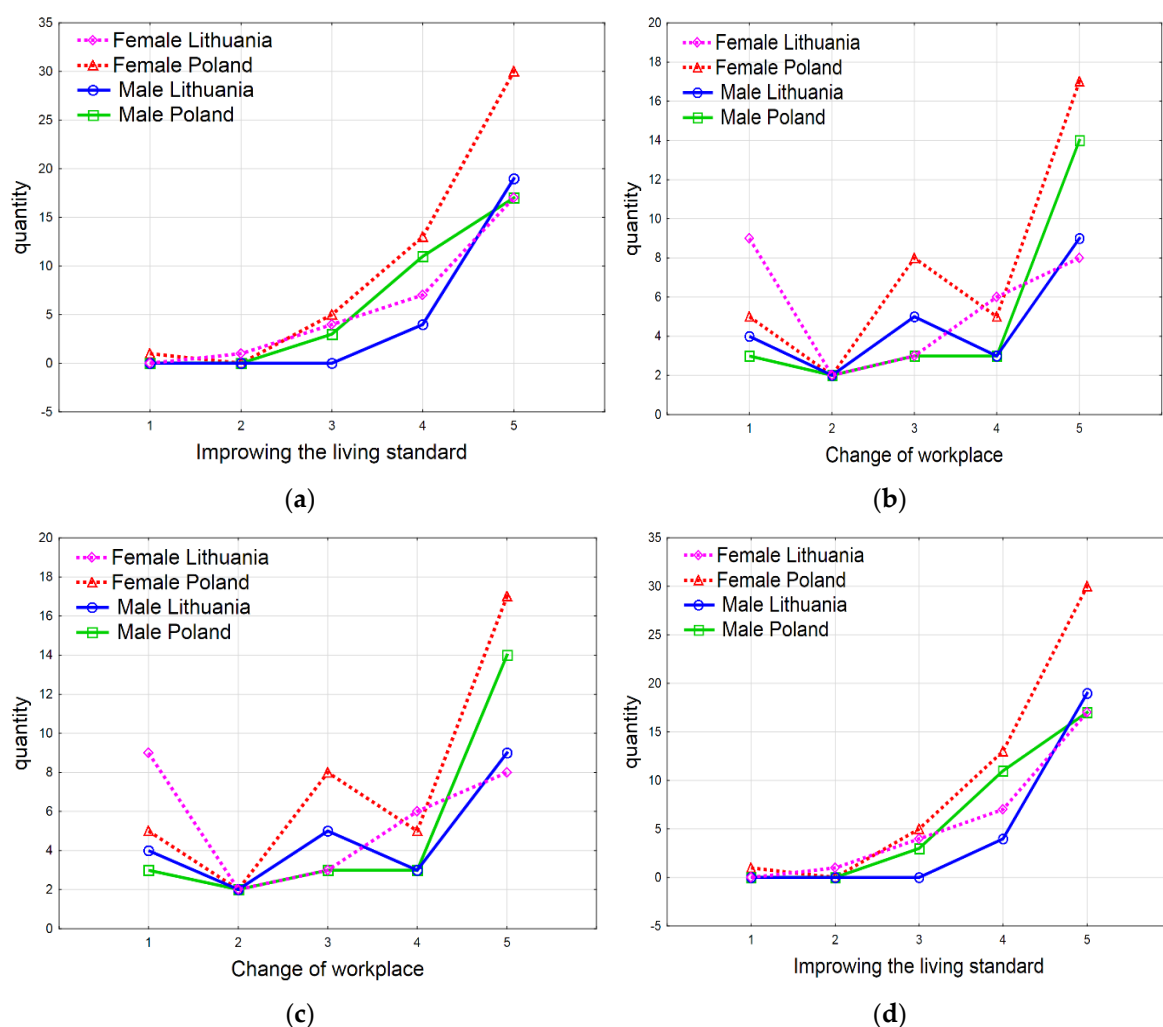 35
30
25
20
15
10
5
0
-5
quantity
Female Lithuania
Female Poland
Male Lithuania
Male Poland
1 2 3 4 5
Improwing the living standard
(a)
20
18
16
14
12
10
8
6
4
2
0
quantity
Female Lithuania
Female Poland
Male Lithuania
Male Poland
1 2 3 4 5
Change of workplace
(b)
20
18
16
14
12
10
8
6
4
2
0
quantity
Female Lithuania
Female Poland
Male Lithuania
Male Poland
1 2 3 4 5
Change of workplace
(c)
35
30
25
20
15
10
5
0
-5
quantity
Female Lithuania
Female Poland
Male Lithuania
Male Poland
1 2 3 4 5
Improwing the living standard
(d)